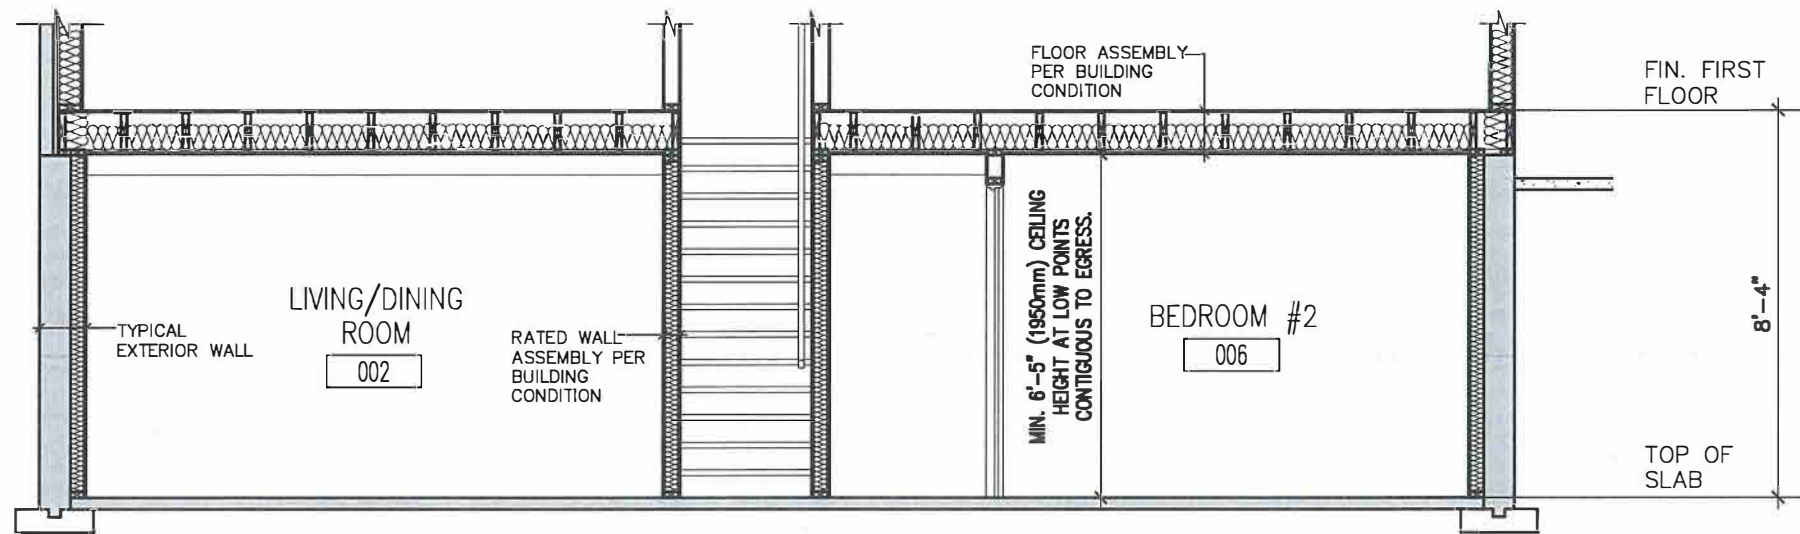 FLOOR ASSEMBLY
PER BUILDING
CONDITION
FIN. FIRST
FLOOR
LIVING/DINING
ROOM
002
TYPICAL
EXTERIOR WALL
RATED WALL
ASSEMBLY PER
BUILDING
CONDITION
MIN. 6'-5" (1950mm) CEILING
HEIGHT AT LOW POINTS
CONTIGUOUS TO EGRESS.
BEDROOM #2
006
8'-4"
TOP OF
SLAB